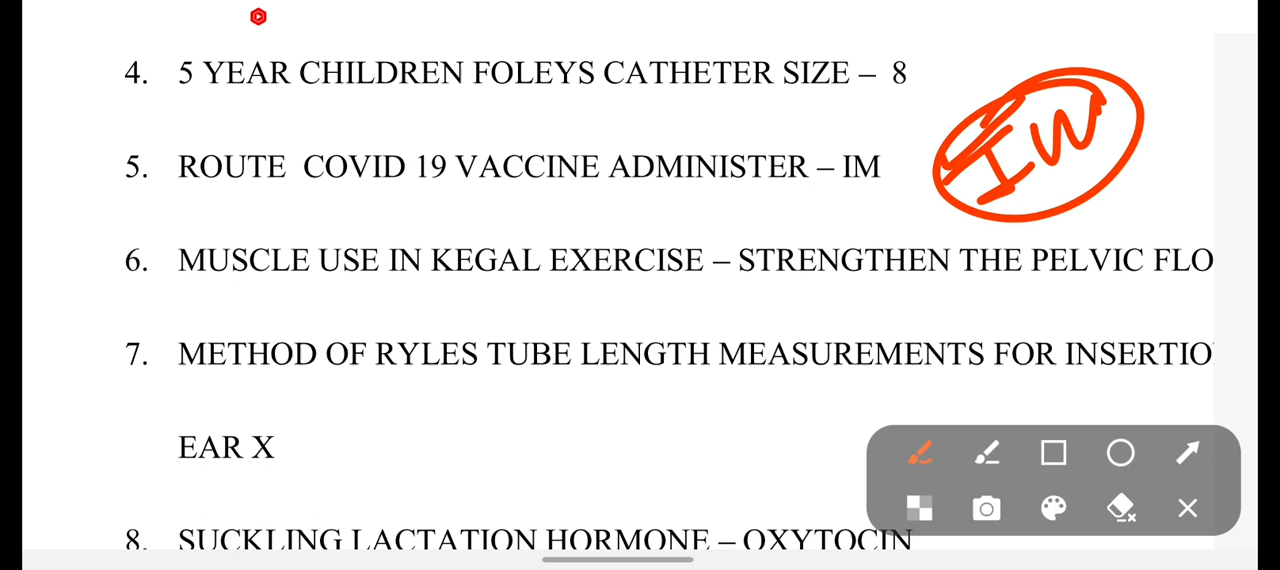 4. 5 YEAR CHILDREN FOLEYS CATHETER SIZE – 8
5. ROUTE COVID 19 VACCINE ADMINISTER – IM
IM
6. MUSCLE USE IN KEGAL EXERCISE – STRENGTHEN THE PELVIC FLO
7. METHOD OF RYLES TUBE LENGTH MEASUREMENTS FOR INSERTIO
EAR X
8. SUCKLING LACTATION HORMONE – OXYTOCIN